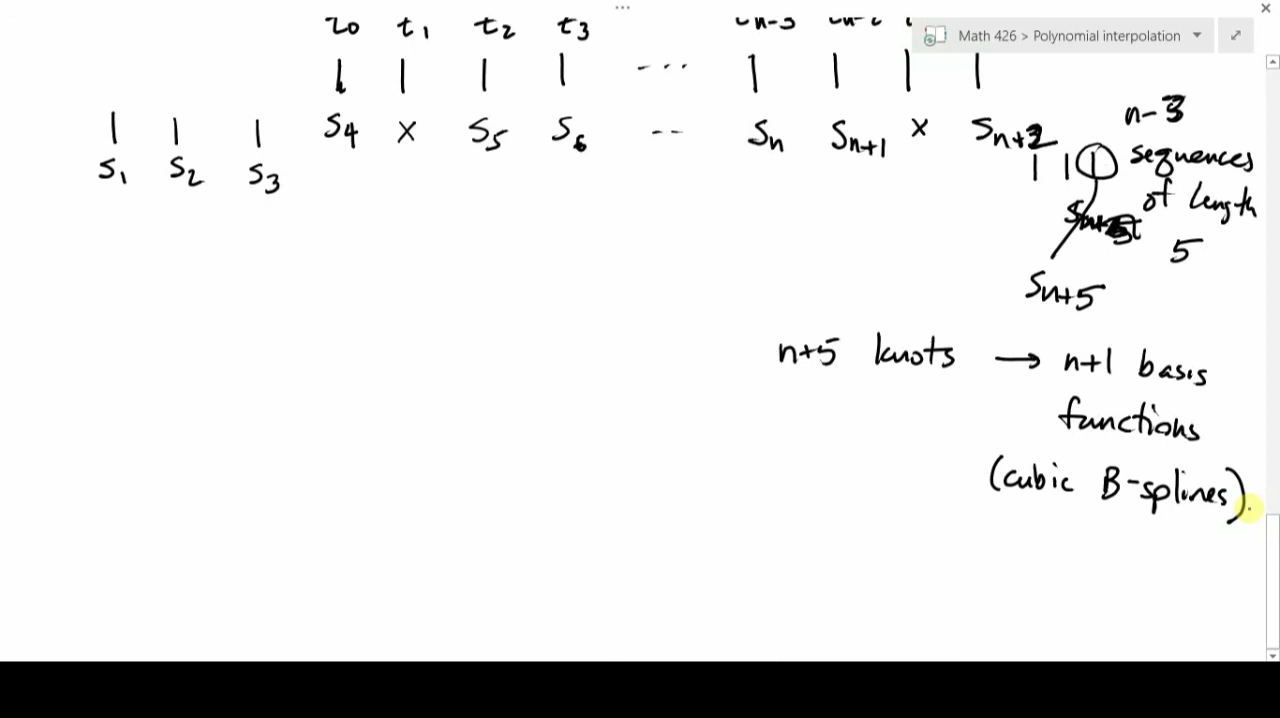 t0 t1 t2 t3
Math 426 > Polynomial interpolation
---
S4 x S5 S6 -- Sn Sn+1 x Sn+2
S1 S2 S3
n-3
sequences
of length
5
Sn+5
n+5 knots → n+1 basis
functions
(cubic B-splines).